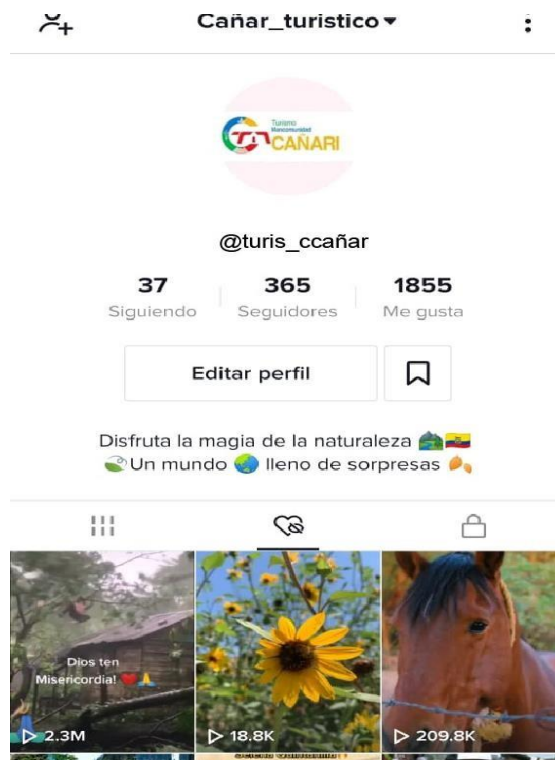 Cañar_turistico
Turismo
Mancomunidad
CAÑARI
@turis_ccañar
37 365 1855
Siguiendo Seguidores Me gusta
Editar perfil
Disfruta la magia de la naturaleza 🏞️🇪🇨
🍃Un mundo 🌏 lleno de sorpresas 🍂
Dios ten
Misericordia! ❤️🙏
2.3M 18.8K 209.8K